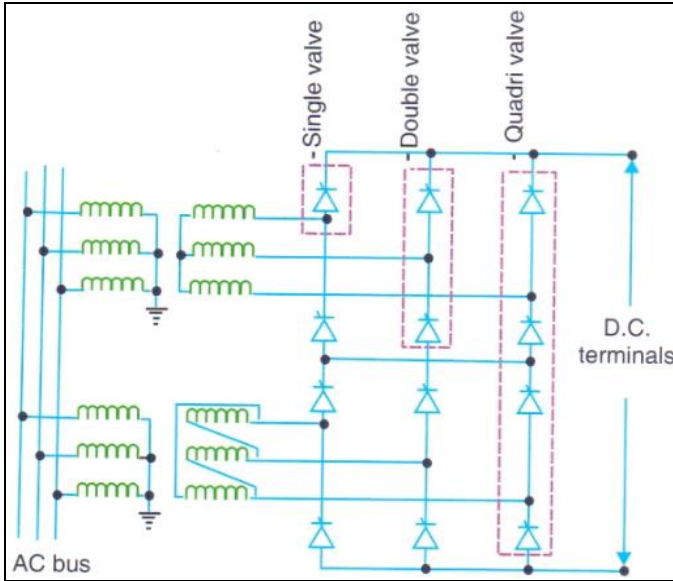 Single valve
Double valve
Quadri valve
D.C.
terminals
AC bus